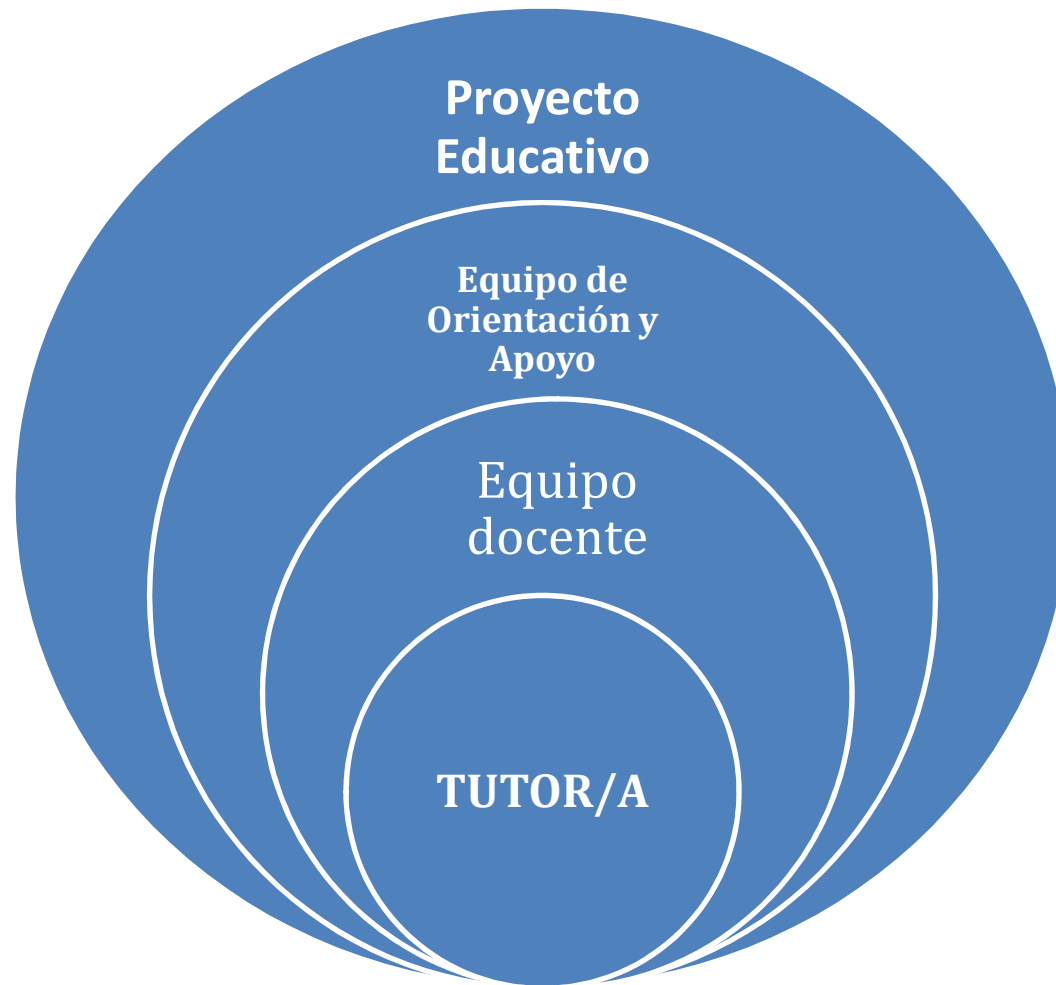 Proyecto
Educativo
Equipo de
Orientación y
Apoyo
Equipo
docente
TUTOR/A